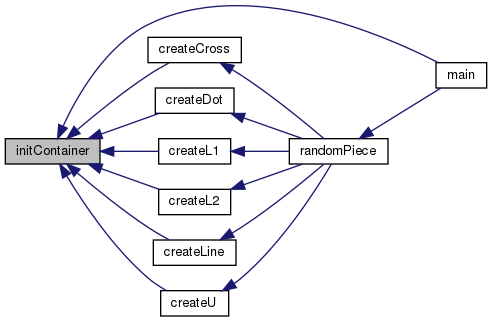 createCross
main
createDot
initContainer
createL1
randomPiece
createL2
createLine
createU